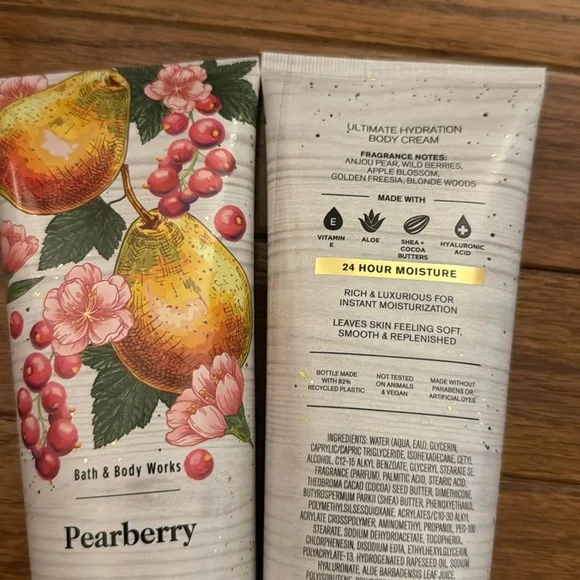 Bath & Body Works
Pearberry
ULTIMATE HYDRATION
BODY CREAM
FRAGRANCE NOTES:
ANJOU PEAR, WILD BERRIES,
APPLE BLOSSOM,
GOLDEN FREESIA, BLONDE WOODS
MADE WITH
E
VITAMIN
E
ALOE
SHEA +
COCOA
BUTTERS
HYALURONIC
ACID
24 HOUR MOISTURE
RICH & LUXURIOUS FOR
INSTANT MOISTURIZATION
LEAVES SKIN FEELING SOFT,
SMOOTH & REPLENISHED
BOTTLE MADE
WITH 82%
RECYCLED PLASTIC
NOT TESTED
ON ANIMALS
& VEGAN
MADE WITHOUT
PARABENS OR
ARTIFICIAL DYES
INGREDIENTS: WATER (AQUA, EAU), GLYCERIN,
CAPRYLIC/CAPRIC TRIGLYCERIDE, ISOHEXADECANE, CETYL
ALCOHOL, C12-15 ALKYL BENZOATE, GLYCERYL STEARATE SE,
FRAGRANCE (PARFUM), PALMITIC ACID, STEARIC ACID,
THEOBROMA CACAO (COCOA) SEED BUTTER, DIMETHICONE,
BUTYROSPERMUM PARKII (SHEA) BUTTER, PHENOXYETHANOL,
POLYMETHYLSILSESQUIOXANE, ACRYLATES/C10-30 ALKYL
ACRYLATE CROSSPOLYMER, AMINOMETHYL PROPANOL, PEG-100
STEARATE, SODIUM DEHYDROACETATE, TOCOPHEROL,
CHLORPHENESIN, DISODIUM EDTA, ETHYLHEXYLGLYCERIN,
POLYACRYLATE-13, HYDROGENATED RAPESEED OIL, SODIUM
HYALURONATE, ALOE BARBADENSIS LEAF JUICE,
POLYISOBUTENE,